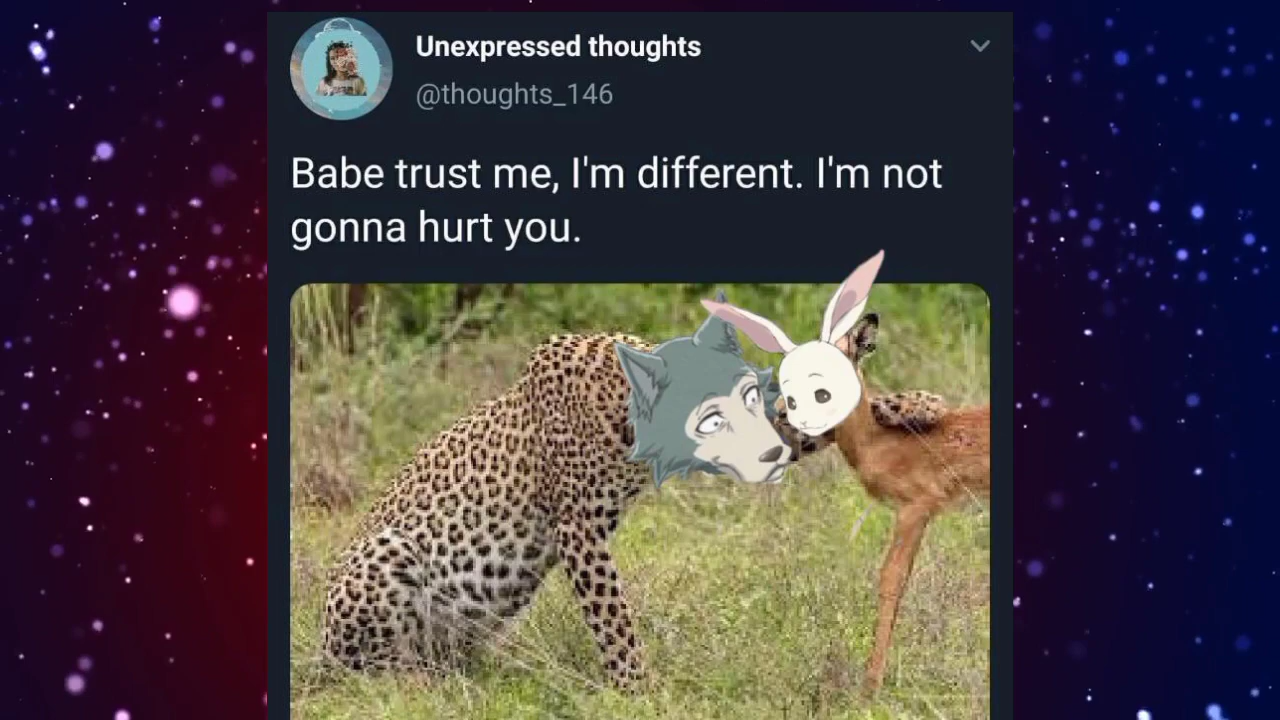 Unexpressed thoughts
@thoughts_146
Babe trust me, I'm different. I'm not
gonna hurt you.